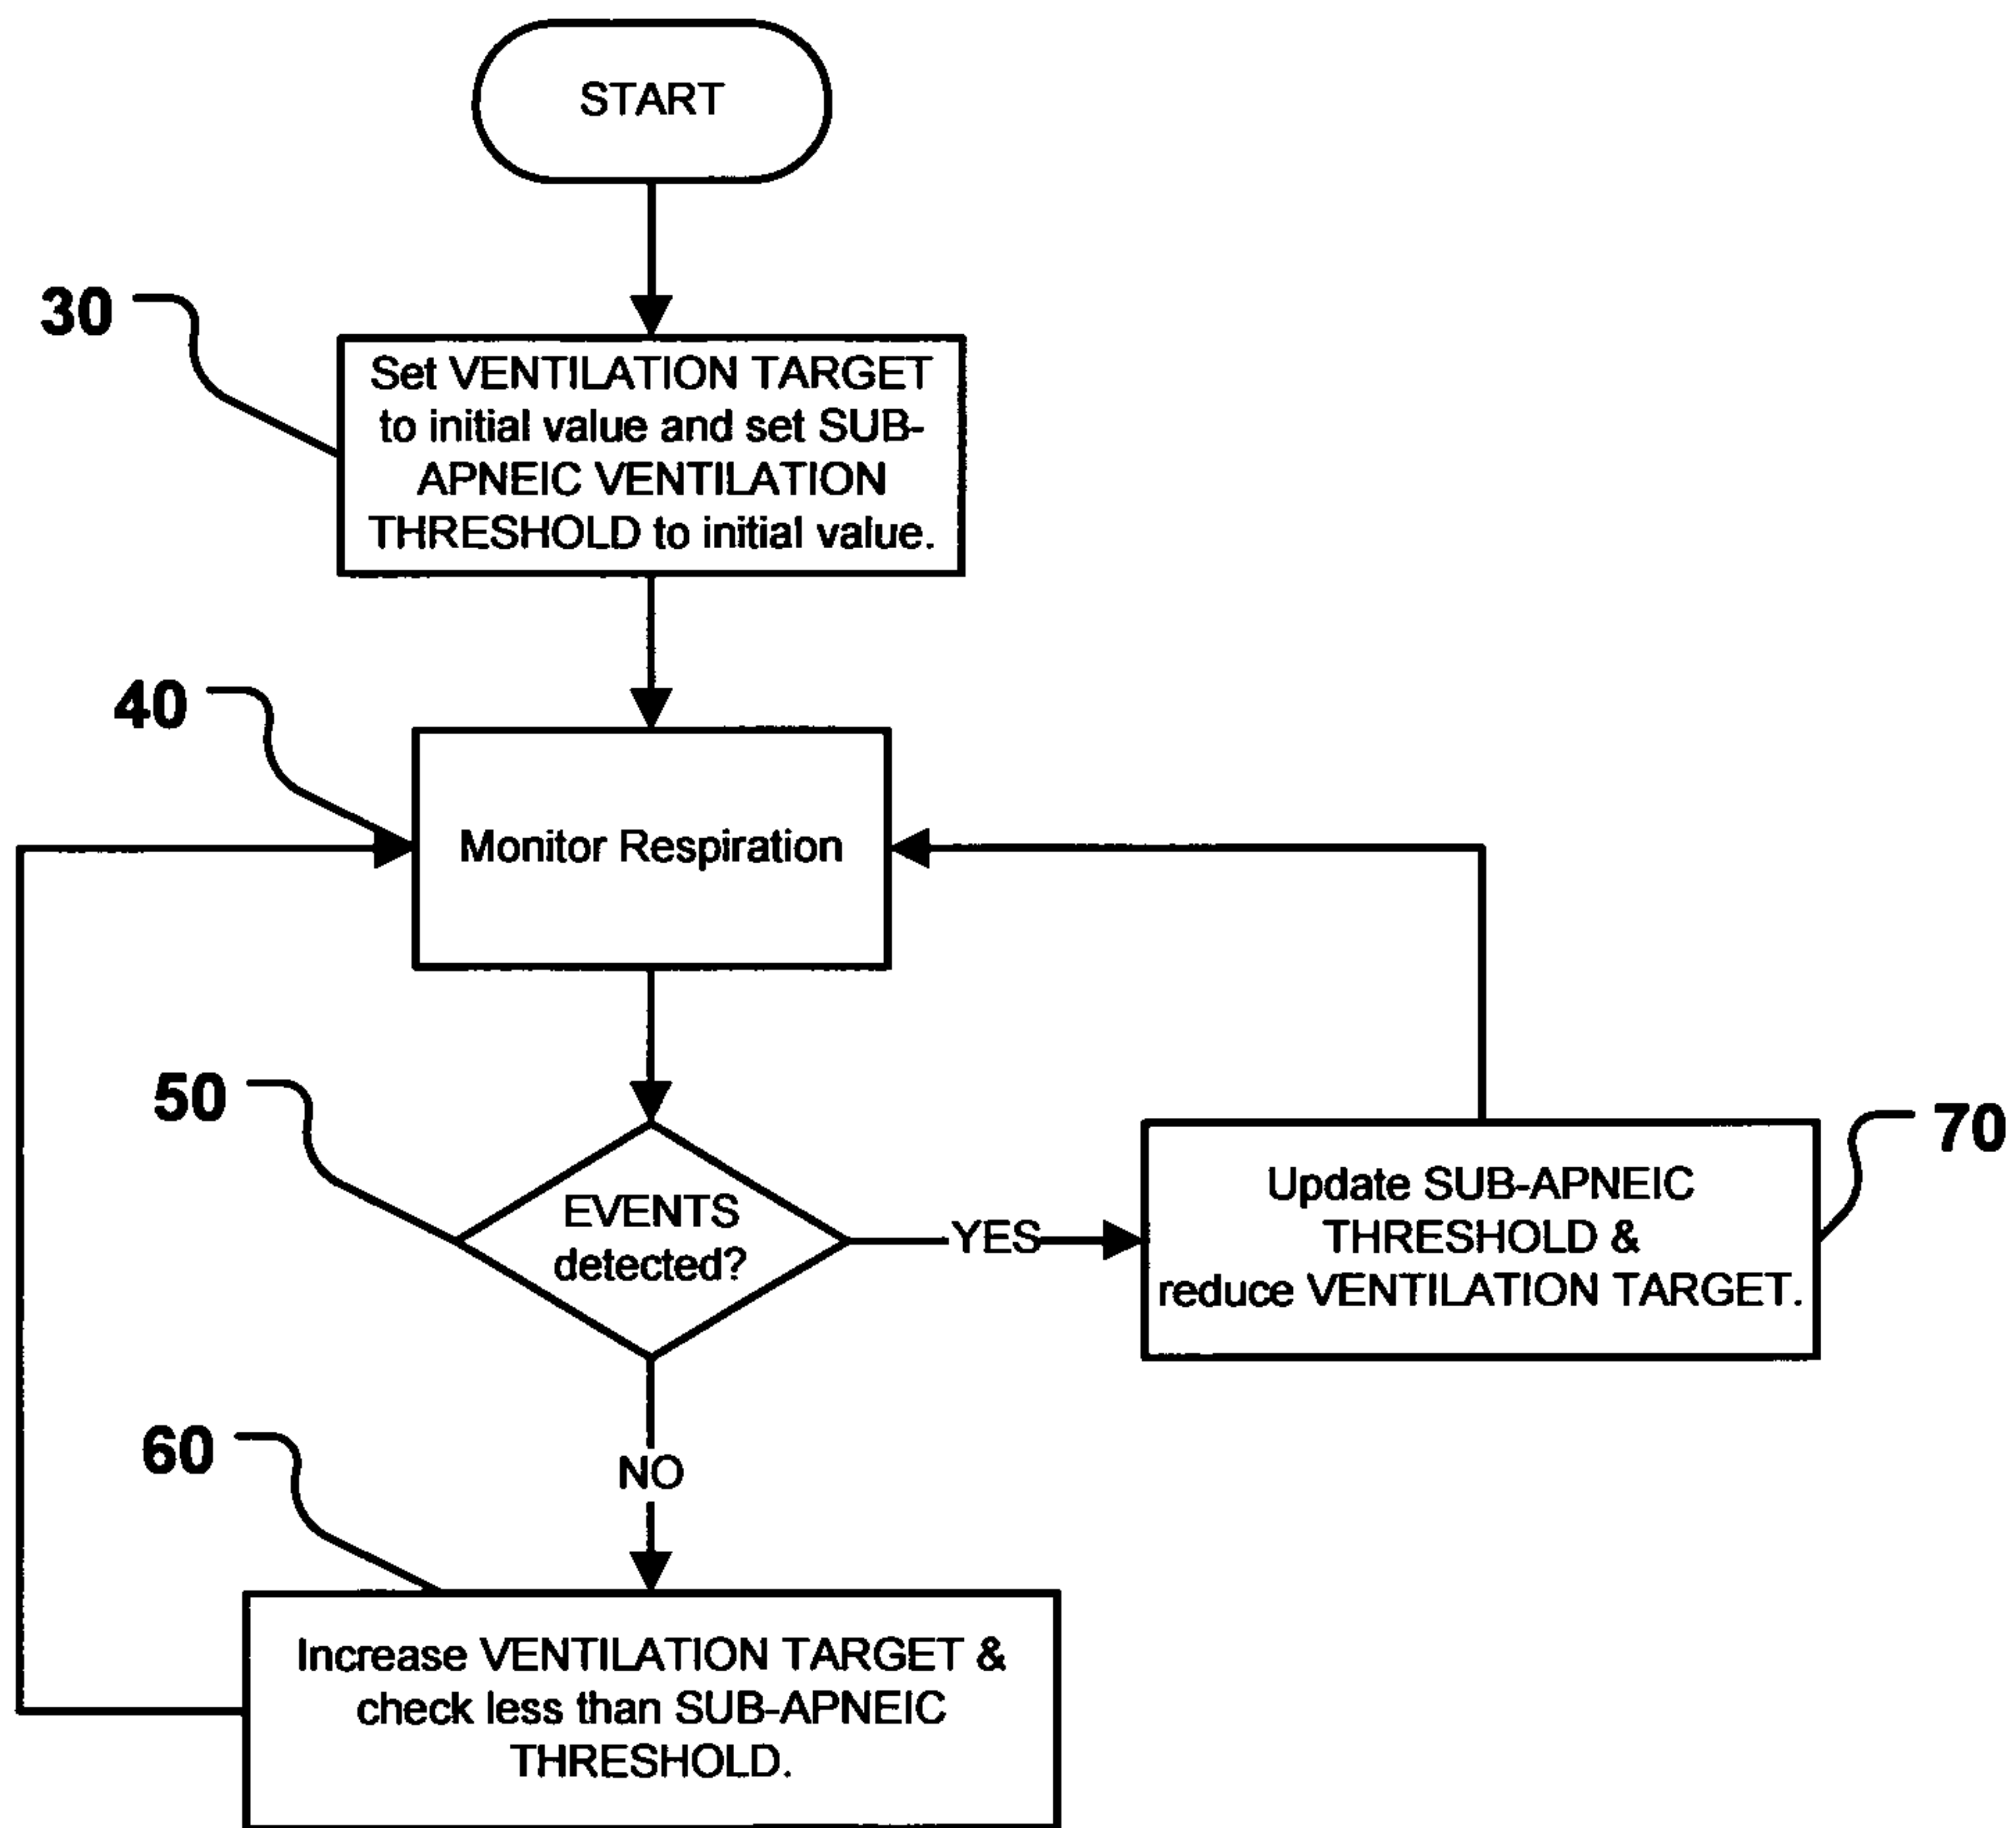 START
30
Set VENTILATION TARGET
to initial value and set SUB-
APNEIC VENTILATION
THRESHOLD to initial value.
40
Monitor Respiration
50
EVENTS
detected?
YES
70
Update SUB-APNEIC
THRESHOLD &
reduce VENTILATION TARGET.
NO
60
Increase VENTILATION TARGET &
check less than SUB-APNEIC
THRESHOLD.